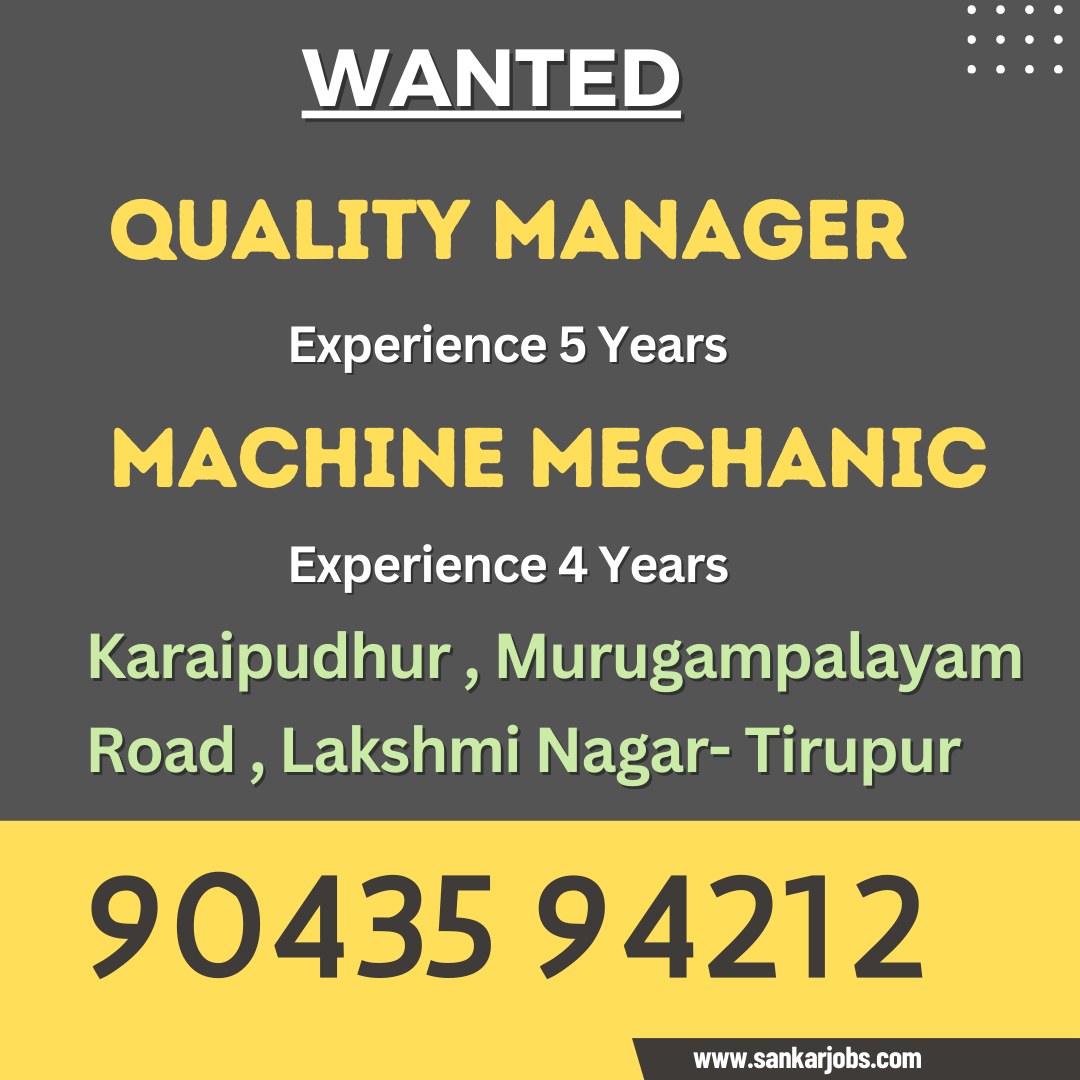 WANTED
QUALITY MANAGER
Experience 5 Years
MACHINE MECHANIC
Experience 4 Years
Karaipudhur , Murugampalayam
Road , Lakshmi Nagar- Tirupur
90435 94212
www.sankarjobs.com